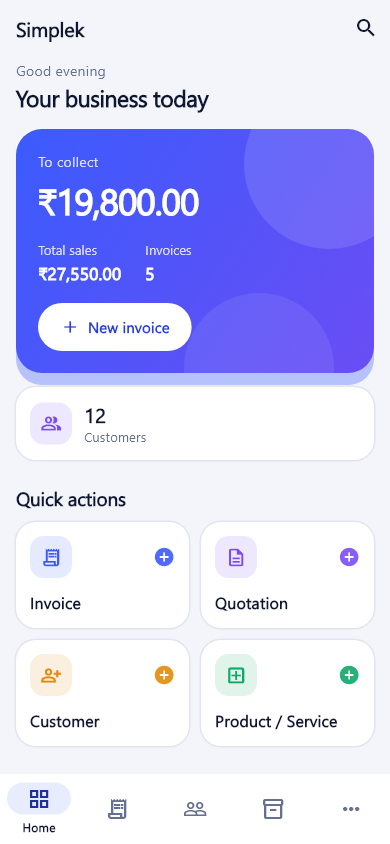 Simplek
Good evening
Your business today
To collect
₹19,800.00
Total sales Invoices
₹27,550.00 5
New invoice
12
Customers
Quick actions
Invoice Quotation
Customer Product / Service
Home